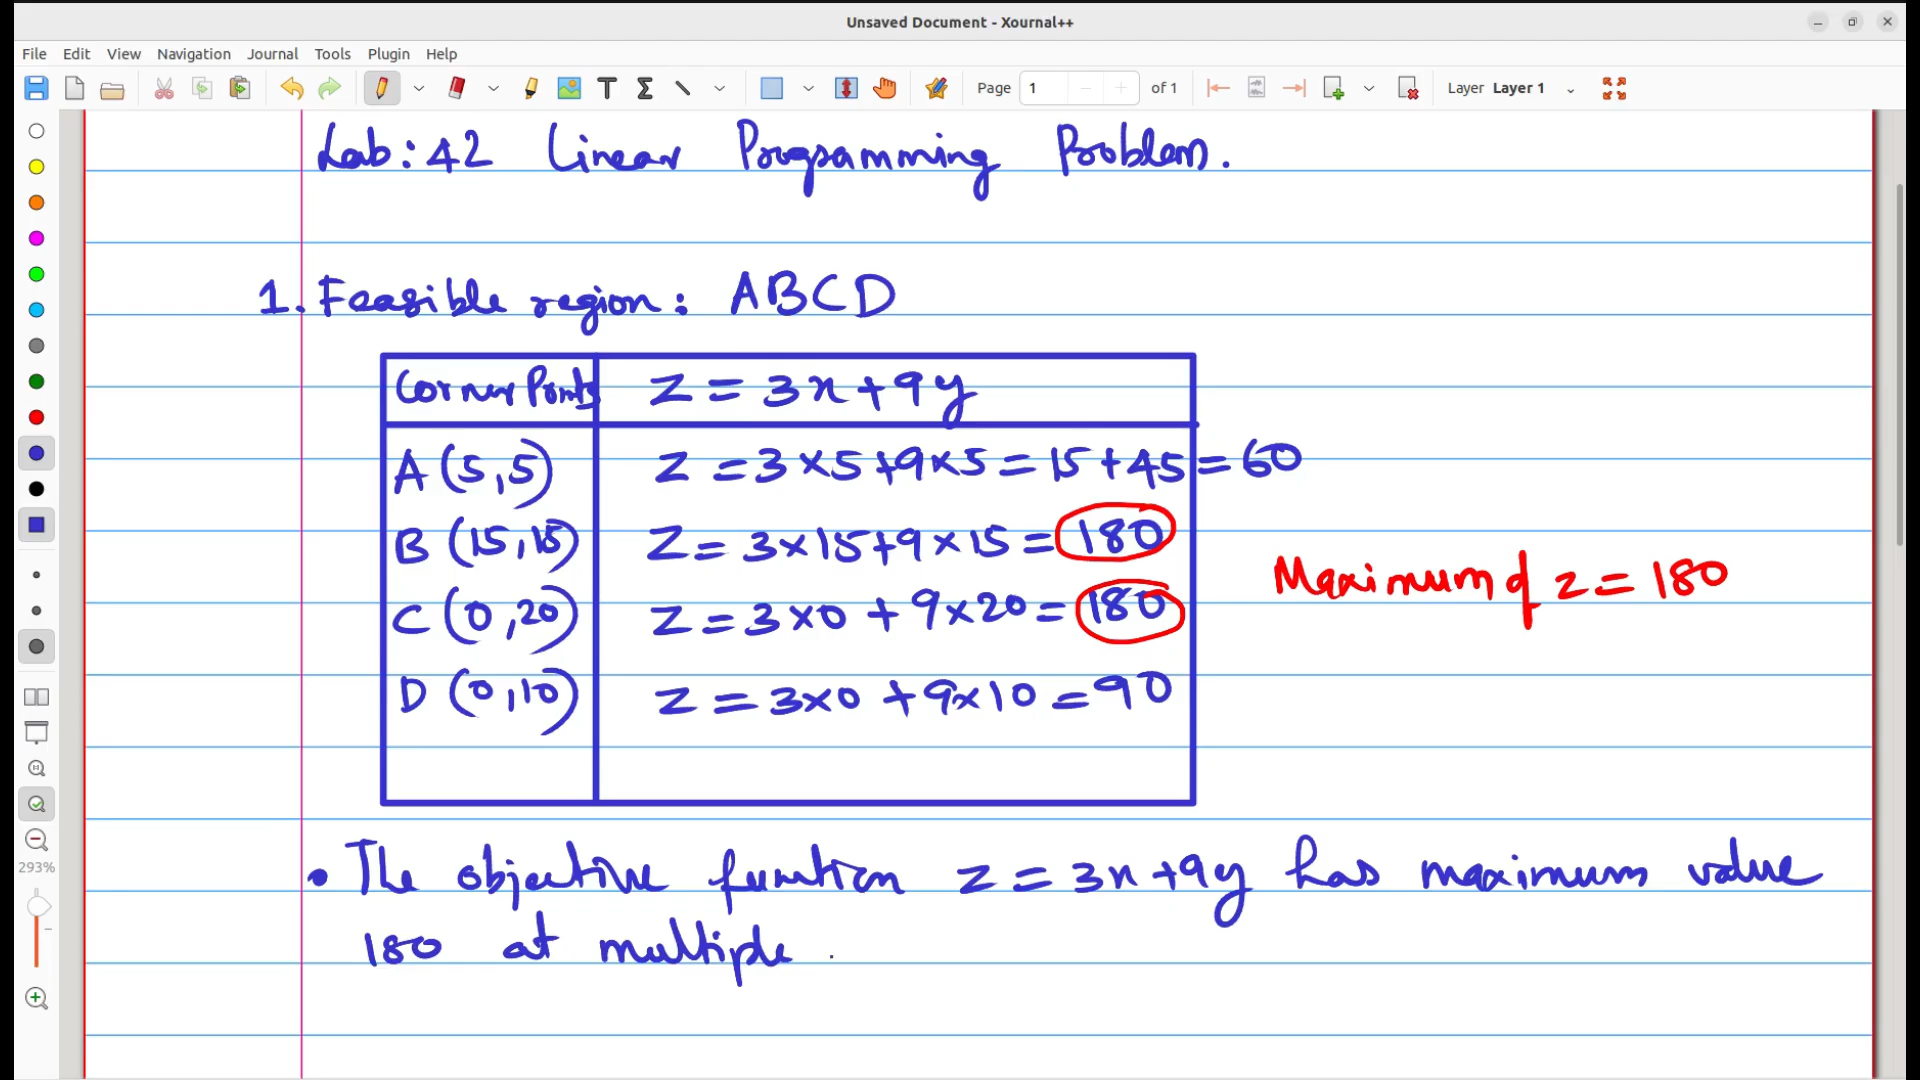 Unsaved Document - Xournal++
File Edit View Navigation Journal Tools Plugin Help
Page 1 of 1 Layer Layer 1
Lab: 42 Linear Programming Problem.
1. Feasible region: ABCD
Corner Points Z = 3x+9y
A (5,5) Z = 3×5+9×5 = 15+45 = 60
B (15,15) Z = 3×15+9×15 = 180
C (0,20) Z = 3×0 + 9×20 = 180
Maximum of z = 180
D (0,10) Z = 3×0 + 9×10 = 90
• The objective function z = 3x+9y has maximum value
180 at multiple
293%